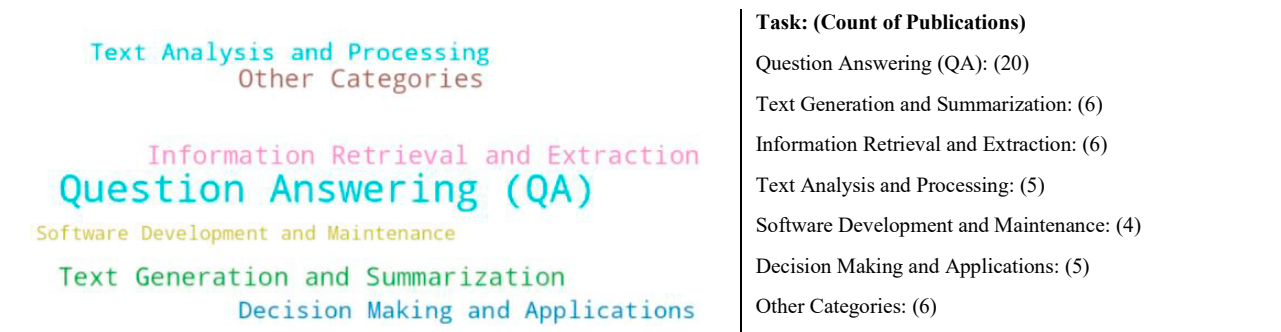 Text Analysis and Processing
Other Categories
Information Retrieval and Extraction
Question Answering (QA)
Software Development and Maintenance
Text Generation and Summarization
Decision Making and Applications
Task: (Count of Publications)
Question Answering (QA): (20)
Text Generation and Summarization: (6)
Information Retrieval and Extraction: (6)
Text Analysis and Processing: (5)
Software Development and Maintenance: (4)
Decision Making and Applications: (5)
Other Categories: (6)